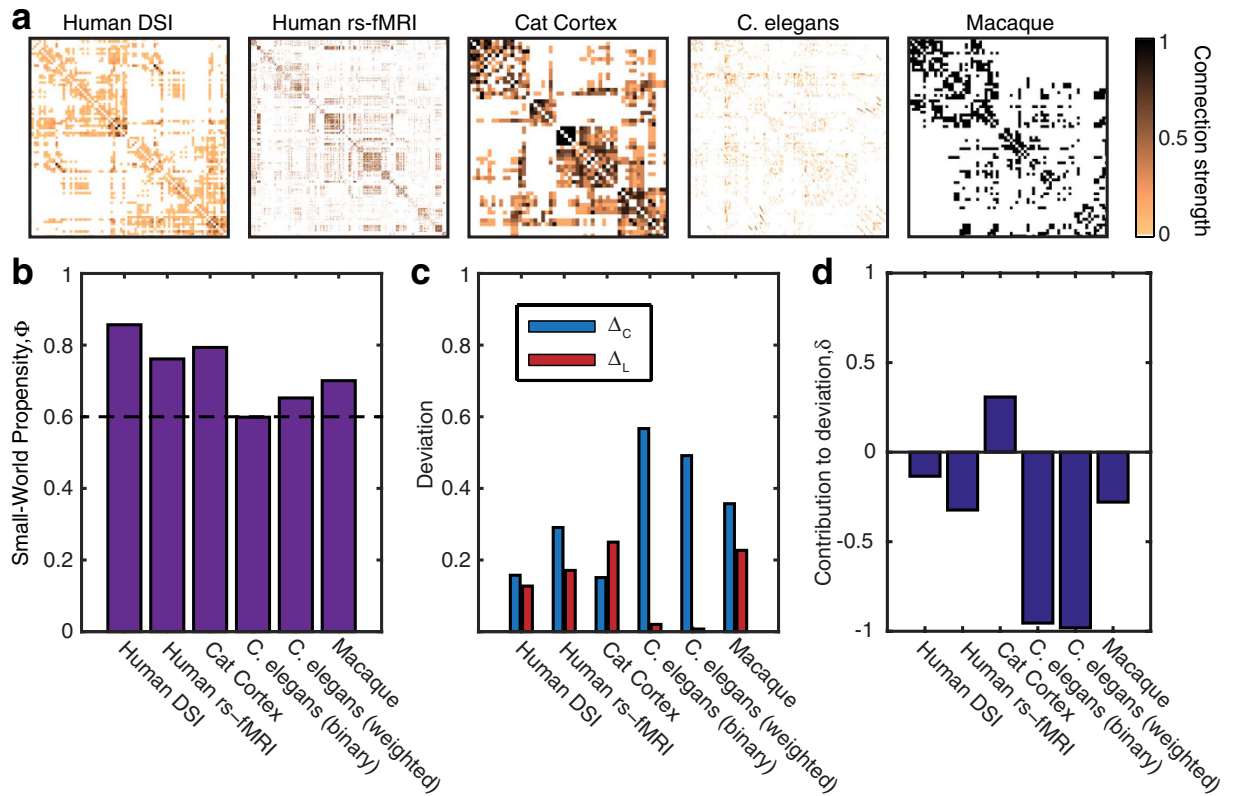 a
Human DSI
Human rs-fMRI
Cat Cortex
C. elegans
Macaque
1
0.5
0
Connection strength
b
Small-World Propensity,Φ
1
0.8
0.6
0.4
0.2
0
Human DSI
Human rs–fMRI
Cat Cortex
C. elegans (binary)
C. elegans (weighted)
Macaque
c
Deviation
1
0.8
0.6
0.4
0.2
ΔC
ΔL
Human DSI
Human rs–fMRI
Cat Cortex
C. elegans (binary)
C. elegans (weighted)
Macaque
d
Contribution to deviation,δ
1
0.5
0
-0.5
-1
Human DSI
Human rs–fMRI
Cat Cortex
C. elegans (binary)
C. elegans (weighted)
Macaque